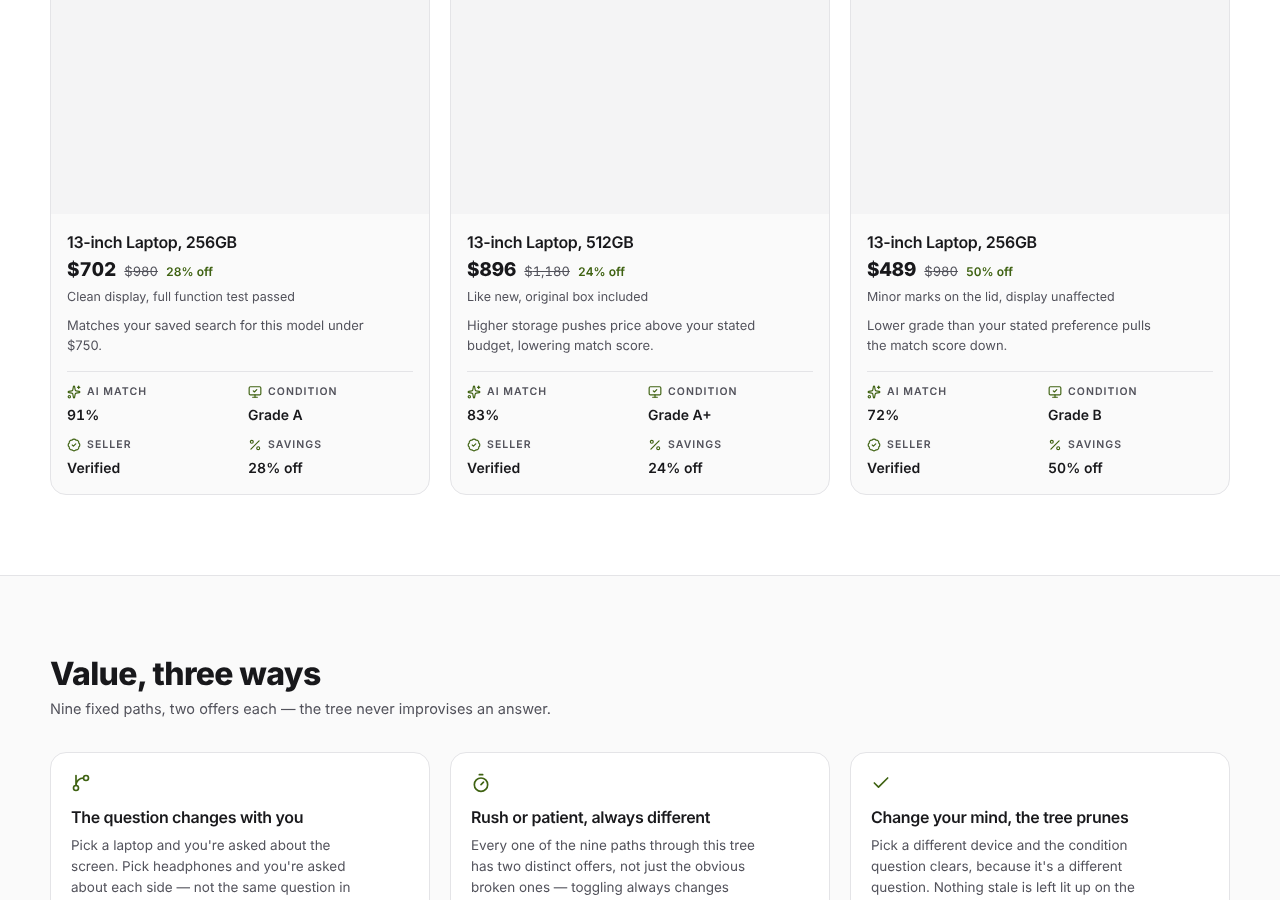 13-inch Laptop, 256GB
$702 $980 28% off
Clean display, full function test passed
Matches your saved search for this model under
$750.
AI MATCH
91%
CONDITION
Grade A
SELLER
Verified
SAVINGS
28% off
13-inch Laptop, 512GB
$896 $1,180 24% off
Like new, original box included
Higher storage pushes price above your stated
budget, lowering match score.
AI MATCH
83%
CONDITION
Grade A+
SELLER
Verified
SAVINGS
24% off
13-inch Laptop, 256GB
$489 $980 50% off
Minor marks on the lid, display unaffected
Lower grade than your stated preference pulls
the match score down.
AI MATCH
72%
CONDITION
Grade B
SELLER
Verified
SAVINGS
50% off
Value, three ways
Nine fixed paths, two offers each — the tree never improvises an answer.
The question changes with you
Pick a laptop and you're asked about the
screen. Pick headphones and you're asked
about each side — not the same question in
Rush or patient, always different
Every one of the nine paths through this tree
has two distinct offers, not just the obvious
broken ones — toggling always changes
Change your mind, the tree prunes
Pick a different device and the condition
question clears, because it's a different
question. Nothing stale is left lit up on the